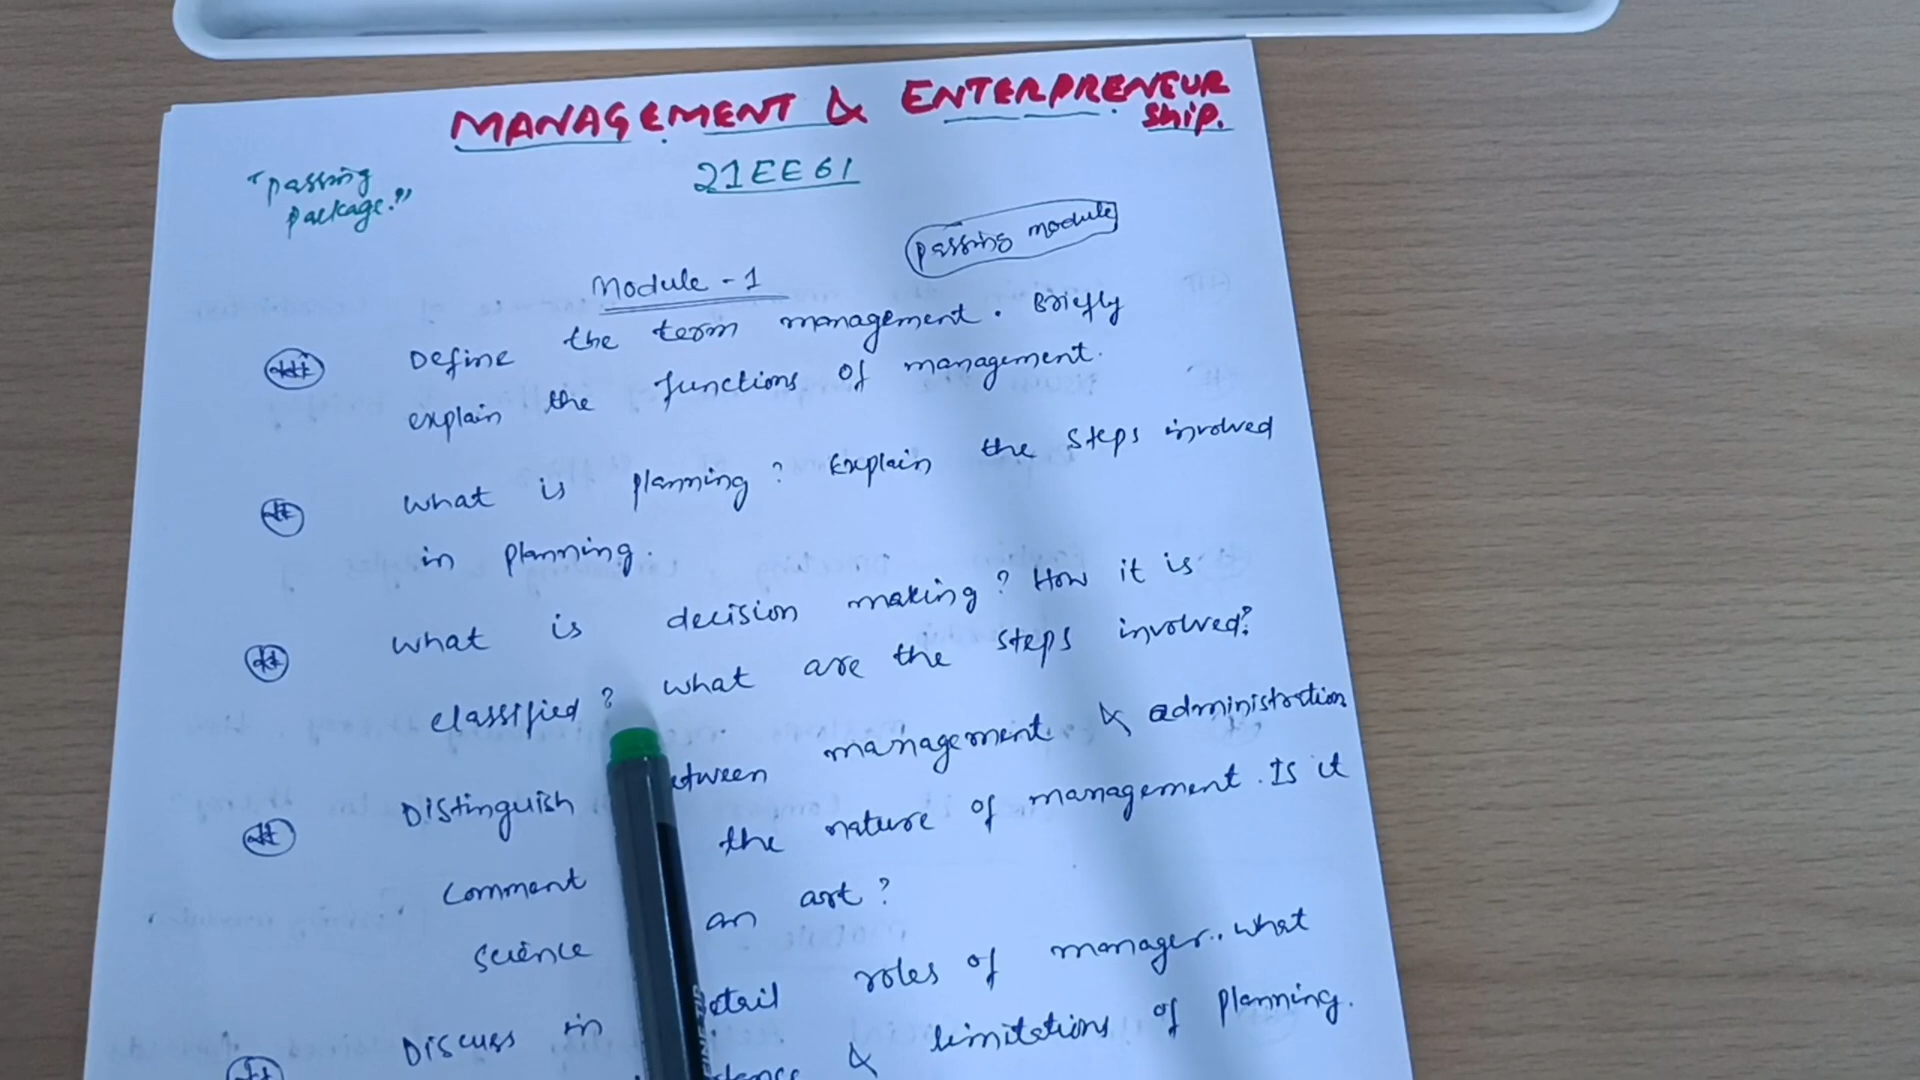 MANAGEMENT & ENTERPRENEUR
Ship.
21EE61
"passing
package."
passing module
Module - 1
Define the term management. Briefly
explain the functions of management.
what is planning? Explain the steps involved
in planning.
what is decision making? How it is
classified? what are the steps involved?
Distinguish between management & administration
comment the nature of management. Is it
science an art?
Discuss in detail roles of manager.. what
& limitations of planning.